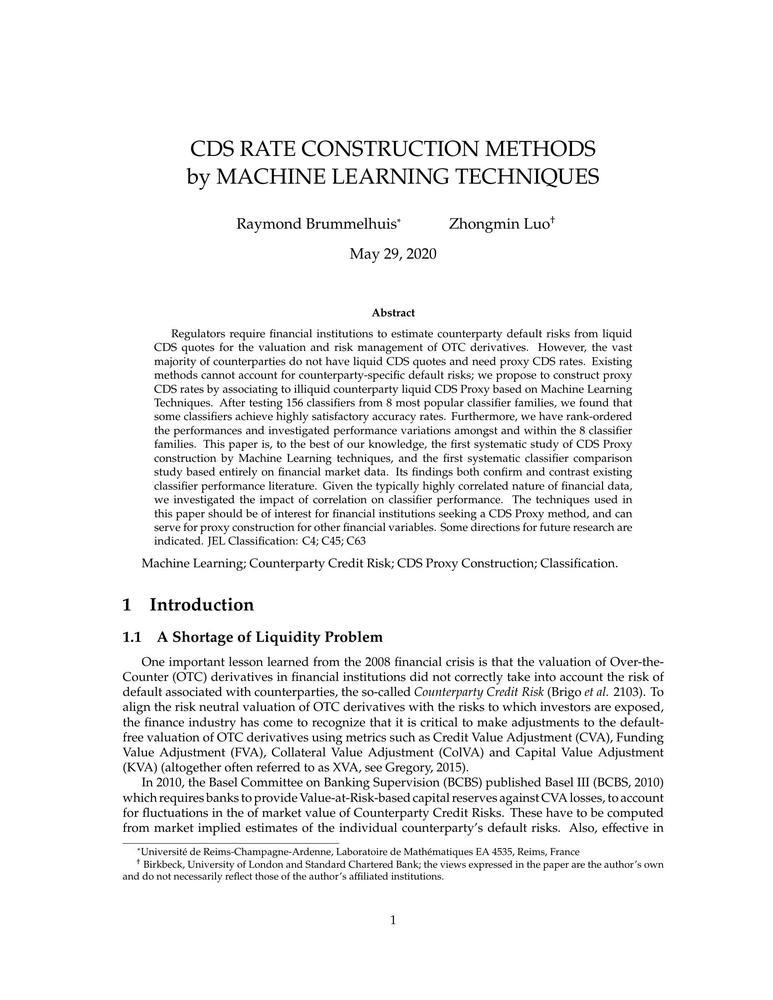 CDS RATE CONSTRUCTION METHODS
by MACHINE LEARNING TECHNIQUES
Raymond Brummelhuis* Zhongmin Luo†
May 29, 2020
Abstract
Regulators require financial institutions to estimate counterparty default risks from liquid
CDS quotes for the valuation and risk management of OTC derivatives. However, the vast
majority of counterparties do not have liquid CDS quotes and need proxy CDS rates. Existing
methods cannot account for counterparty-specific default risks; we propose to construct proxy
CDS rates by associating to illiquid counterparty liquid CDS Proxy based on Machine Learning
Techniques. After testing 156 classifiers from 8 most popular classifier families, we found that
some classifiers achieve highly satisfactory accuracy rates. Furthermore, we have rank-ordered
the performances and investigated performance variations amongst and within the 8 classifier
families. This paper is, to the best of our knowledge, the first systematic study of CDS Proxy
construction by Machine Learning techniques, and the first systematic classifier comparison
study based entirely on financial market data. Its findings both confirm and contrast existing
classifier performance literature. Given the typically highly correlated nature of financial data,
we investigated the impact of correlation on classifier performance. The techniques used in
this paper should be of interest for financial institutions seeking a CDS Proxy method, and can
serve for proxy construction for other financial variables. Some directions for future research are
indicated. JEL Classification: C4; C45; C63
Machine Learning; Counterparty Credit Risk; CDS Proxy Construction; Classification.
1 Introduction
1.1 A Shortage of Liquidity Problem
One important lesson learned from the 2008 financial crisis is that the valuation of Over-the-
Counter (OTC) derivatives in financial institutions did not correctly take into account the risk of
default associated with counterparties, the so-called Counterparty Credit Risk (Brigo et al. 2103). To
align the risk neutral valuation of OTC derivatives with the risks to which investors are exposed,
the finance industry has come to recognize that it is critical to make adjustments to the default-
free valuation of OTC derivatives using metrics such as Credit Value Adjustment (CVA), Funding
Value Adjustment (FVA), Collateral Value Adjustment (ColVA) and Capital Value Adjustment
(KVA) (altogether often referred to as XVA, see Gregory, 2015).
In 2010, the Basel Committee on Banking Supervision (BCBS) published Basel III (BCBS, 2010)
which requires banks to provide Value-at-Risk-based capital reserves against CVA losses, to account
for fluctuations in the of market value of Counterparty Credit Risks. These have to be computed
from market implied estimates of the individual counterparty's default risks. Also, effective in
*Université de Reims-Champagne-Ardenne, Laboratoire de Mathématiques EA 4535, Reims, France
† Birkbeck, University of London and Standard Chartered Bank; the views expressed in the paper are the author's own
and do not necessarily reflect those of the author's affiliated institutions.
1